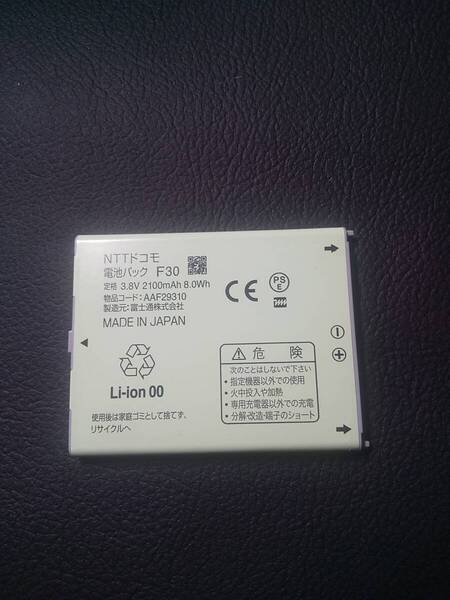 NTTドコモ
電池パック F30
定格 3.8V 2100mAh 8.0Wh
物品コード：AAF29310
製造元：富士通株式会社
MADE IN JAPAN
CE
PS
E
Li-ion 00
使用後は家庭ゴミとして捨てず、
リサイクルへ
危険
次のことはしないで下さい
・指定機器以外での使用
・火中投入や加熱
・専用充電器以外での充電
・分解・改造・端子のショート